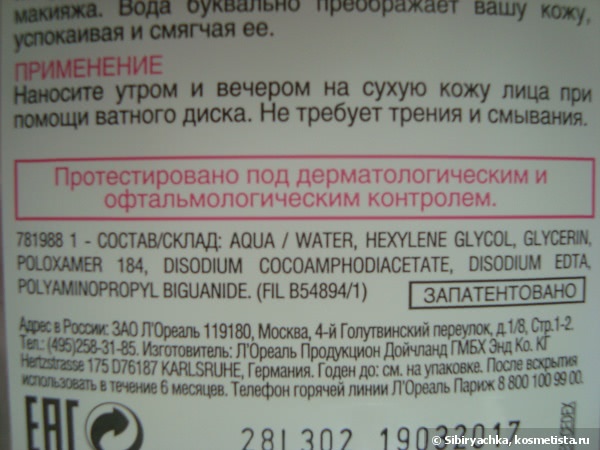 макияжа. Вода буквально преображает вашу кожу,
успокаивая и смягчая ее.
ПРИМЕНЕНИЕ
Наносите утром и вечером на сухую кожу лица при
помощи ватного диска. Не требует трения и смывания.
Протестировано под дерматологическим и
офтальмологическим контролем.
781988 1 - СОСТАВ/СКЛАД: AQUA / WATER, HEXYLENE GLYCOL, GLYCERIN,
POLOXAMER 184, DISODIUM COCOAMPHODIACETATE, DISODIUM EDTA,
POLYAMINOPROPYL BIGUANIDE. (FIL B54894/1)
ЗАПАТЕНТОВАНО
Адрес в России: ЗАО Л'Ореаль 119180, Москва, 4-й Голутвинский переулок, д.1/8, Стр.1-2.
Тел.: (495)258-31-85. Изготовитель: Л'Ореаль Продукцион Дойчланд ГМБХ Энд Ко. КГ
Hertzstrasse 175 D76187 KARLSRUHE, Германия. Годен до: см. на упаковке. После вскрытия
использовать в течение 6 месяцев. Телефон горячей линии Л'Ореаль Париж 8 800 100 99 00.
EAC
28L302 19032017
© Sibiryachka, kosmetista.ru